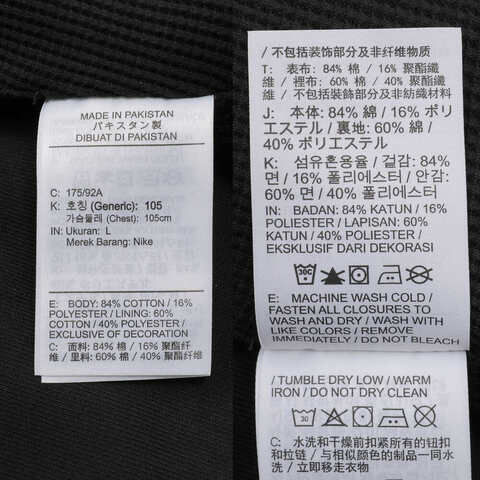 MADE IN PAKISTAN
パキスタン製
DIBUAT DI PAKISTAN
C: 175/92A
K: 호칭 (Generic): 105
가슴둘레 (Chest): 105cm
IN: Ukuran: L
Merek Barang: Nike
E: BODY: 84% COTTON / 16%
POLYESTER / LINING: 60%
COTTON / 40% POLYESTER /
EXCLUSIVE OF DECORATION
C: 面料: 84% 棉 / 16% 聚酯纤
维 / 里料: 60% 棉 / 40% 聚酯纤维
/ 不包括装饰部分及非纤维物质
T: 表布: 84% 棉 / 16% 聚酯纖
維 / 裡布: 60% 棉 / 40% 聚酯纖
維 / 不包括裝飾部分及非紡織材料
J: 本体: 84% 綿 / 16% ポリ
エステル / 裏地: 60% 綿 /
40% ポリエステル
K: 섬유혼용율 / 겉감: 84%
면 / 16% 폴리에스터 / 안감:
60% 면 / 40% 폴리에스터
IN: BADAN: 84% KATUN / 16%
POLIESTER / LAPISAN: 60%
KATUN / 40% POLIESTER /
EKSKLUSIF DARI DEKORASI
30C
E: MACHINE WASH COLD /
FASTEN ALL CLOSURES TO
WASH AND DRY / WASH WITH
LIKE COLORS / REMOVE
IMMEDIATELY / DO NOT BLEACH
/ TUMBLE DRY LOW / WARM
IRON / DO NOT DRY CLEAN
30
C: 水洗和干燥前扣紧所有的钮扣
和拉链 / 与相似颜色的制品一同水
洗 / 立即移走衣物